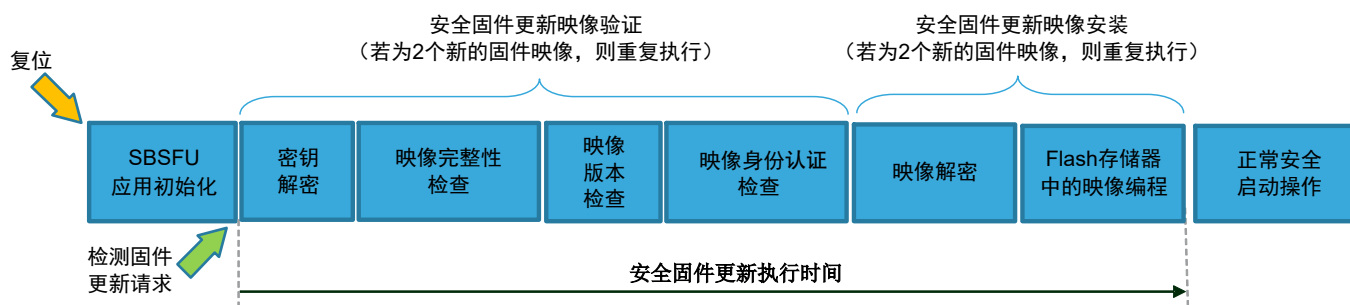 安全固件更新映像验证
（若为2个新的固件映像，则重复执行）
安全固件更新映像安装
（若为2个新的固件映像，则重复执行）
复位
SBSFU
应用初始化
密钥
解密
映像完整性
检查
映像
版本
检查
映像身份认证
检查
映像解密
Flash存储器
中的映像编程
正常安全
启动操作
检测固件
更新请求
安全固件更新执行时间